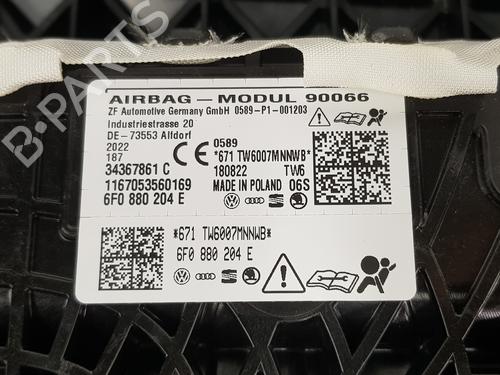 B-PARTS
AIRBAG – MODUL 90066
ZF Automotive Germany GmbH 0589-P1-001203
Industriestrasse 20
DE-73553 Alfdorf
2022
187
34367861 C
1167053560169
6F0 880 204 E
CE 0589
*671 TW6007MNNWB*
180822 TW6
MADE IN POLAND 06S
*671 TW6007MNNWB*
6F0 880 204 E